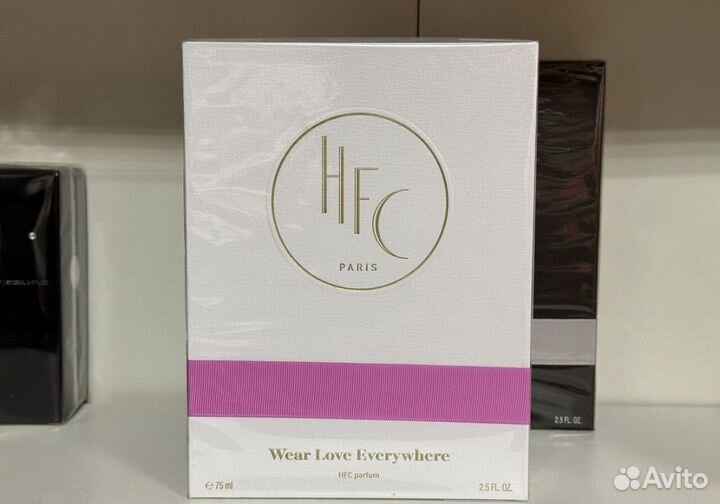 HFC
PARIS
Wear Love Everywhere
HFC parfum
℮ 75 ml
2.5 FL. OZ.
2.5 FL. OZ.
Avito